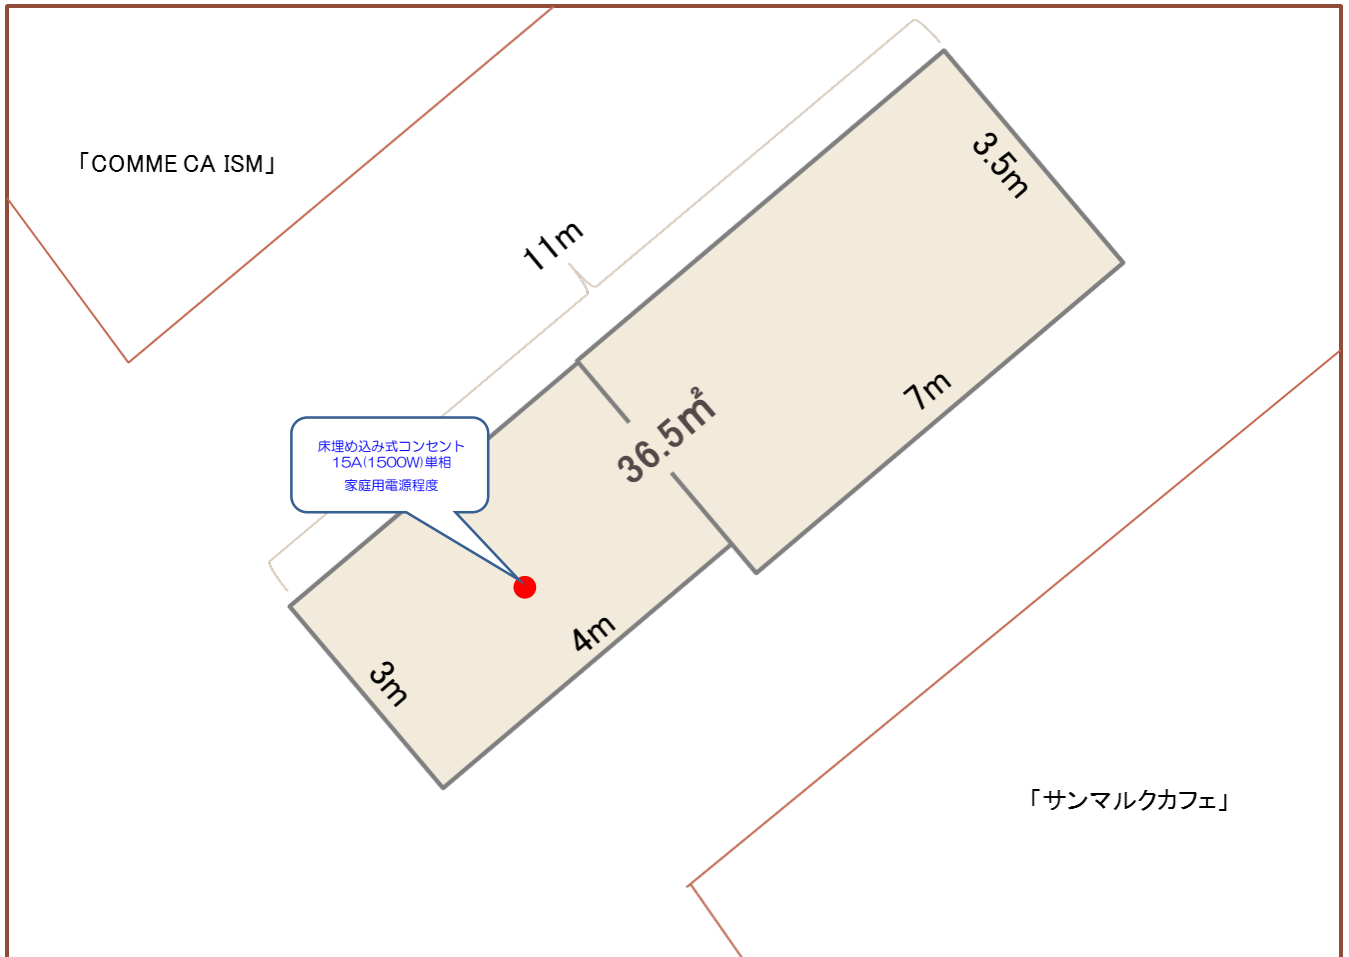 「COMME CA ISM」
11m
3.5m
7m
36.5㎡
床埋め込み式コンセント
15A(1500W)単相
家庭用電源程度
4m
3m
「サンマルクカフェ」